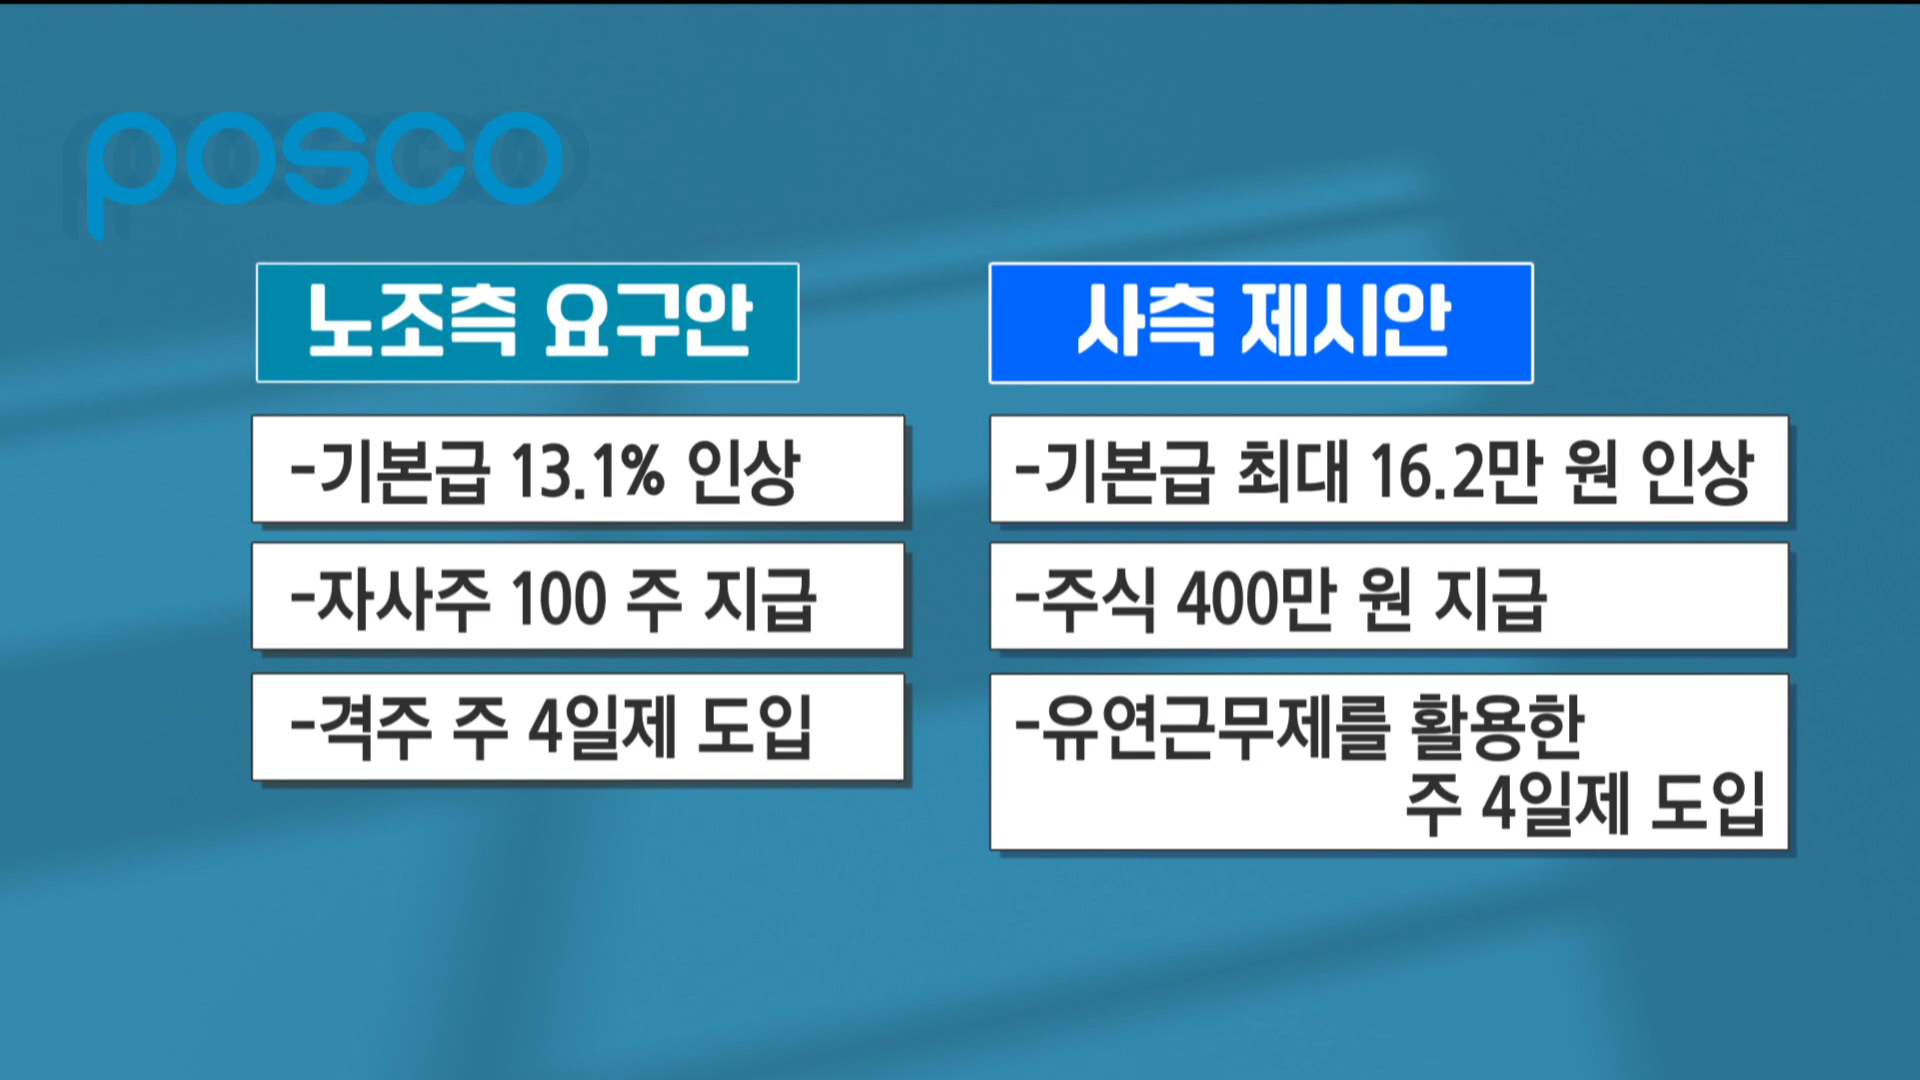 posco
노조측 요구안
-기본급 13.1% 인상
-자사주 100 주 지급
-격주 주 4일제 도입
사측 제시안
-기본급 최대 16.2만 원 인상
-주식 400만 원 지급
-유연근무제를 활용한
주 4일제 도입